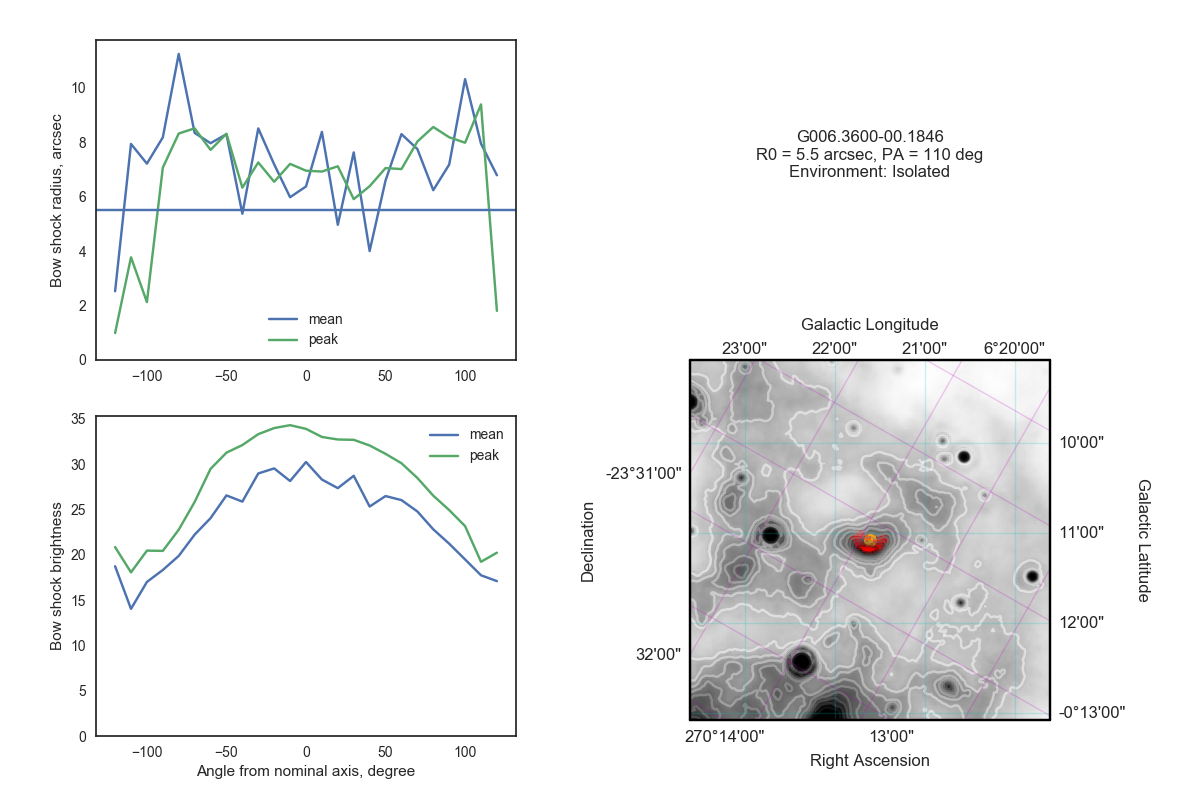 10
8
6
4
2
0
Bow shock radius, arcsec
mean
peak
−100
−50
0
50
100
35
30
25
20
15
10
5
0
Bow shock brightness
mean
peak
−100
−50
0
50
100
Angle from nominal axis, degree
G006.3600-00.1846
R0 = 5.5 arcsec, PA = 110 deg
Environment: Isolated
Galactic Longitude
23'00" 22'00" 21'00" 6°20'00"
-23°31'00"
32'00"
Declination
10'00"
11'00"
12'00"
-0°13'00"
Galactic Latitude
270°14'00" 13'00"
Right Ascension